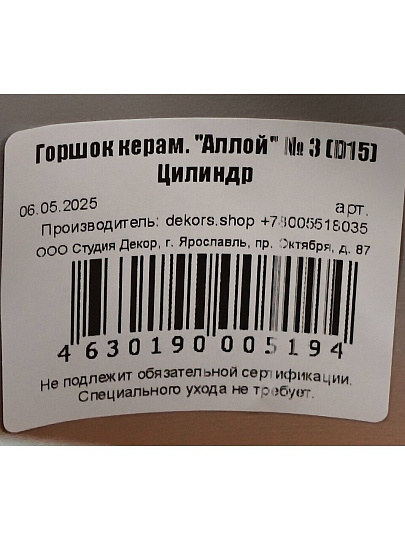 Горшок керам. "Аллой" № 3 (D15)
Цилиндр
06.05.2025 арт.
Производитель: dekors.shop +78005518035
ООО Студия Декор, г. Ярославль, пр. Октября, д. 87
4 630190 005194
Не подлежит обязательной сертификации.
Специального ухода не требует.